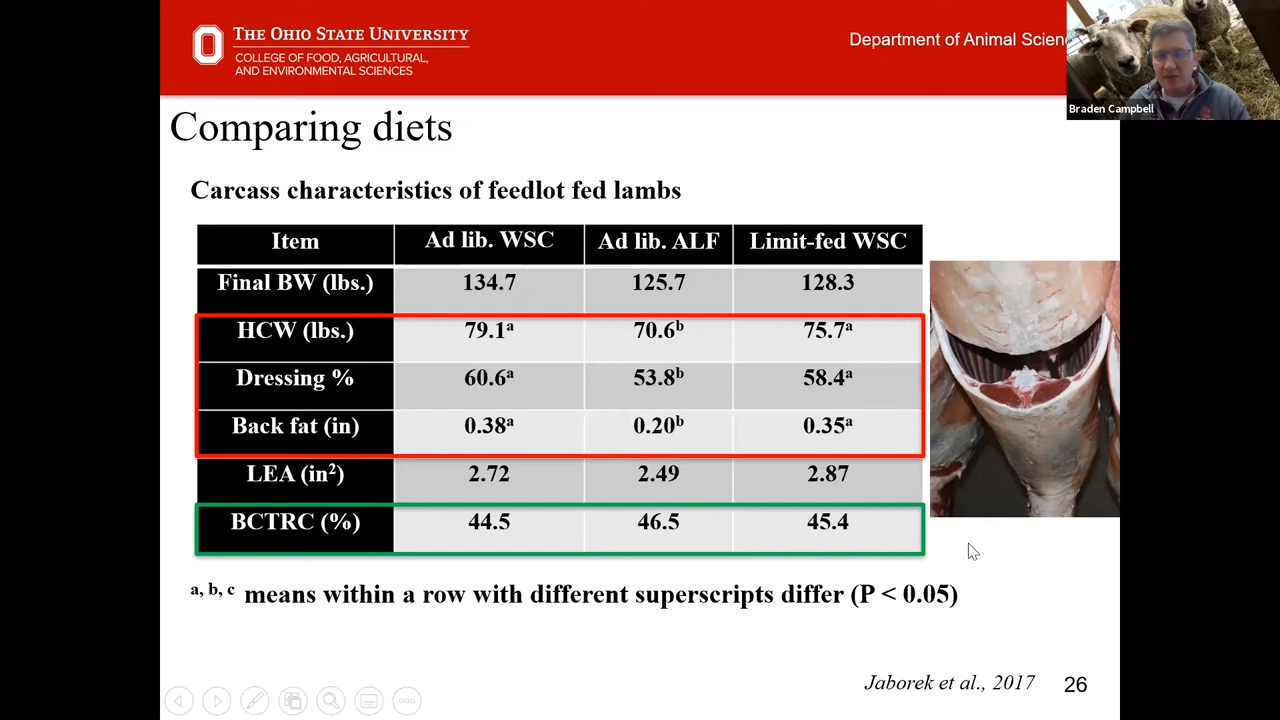 THE OHIO STATE UNIVERSITY
COLLEGE OF FOOD, AGRICULTURAL,
AND ENVIRONMENTAL SCIENCES
Department of Animal Scien
Braden Campbell
Comparing diets
Carcass characteristics of feedlot fed lambs
Item Ad lib. WSC Ad lib. ALF Limit-fed WSC
Final BW (lbs.) 134.7 125.7 128.3
HCW (lbs.) 79.1ᵃ 70.6ᵇ 75.7ᵃ
Dressing % 60.6ᵃ 53.8ᵇ 58.4ᵃ
Back fat (in) 0.38ᵃ 0.20ᵇ 0.35ᵃ
LEA (in²) 2.72 2.49 2.87
BCTRC (%) 44.5 46.5 45.4
ᵃ, ᵇ, ᶜ means within a row with different superscripts differ (P < 0.05)
Jaborek et al., 2017 26